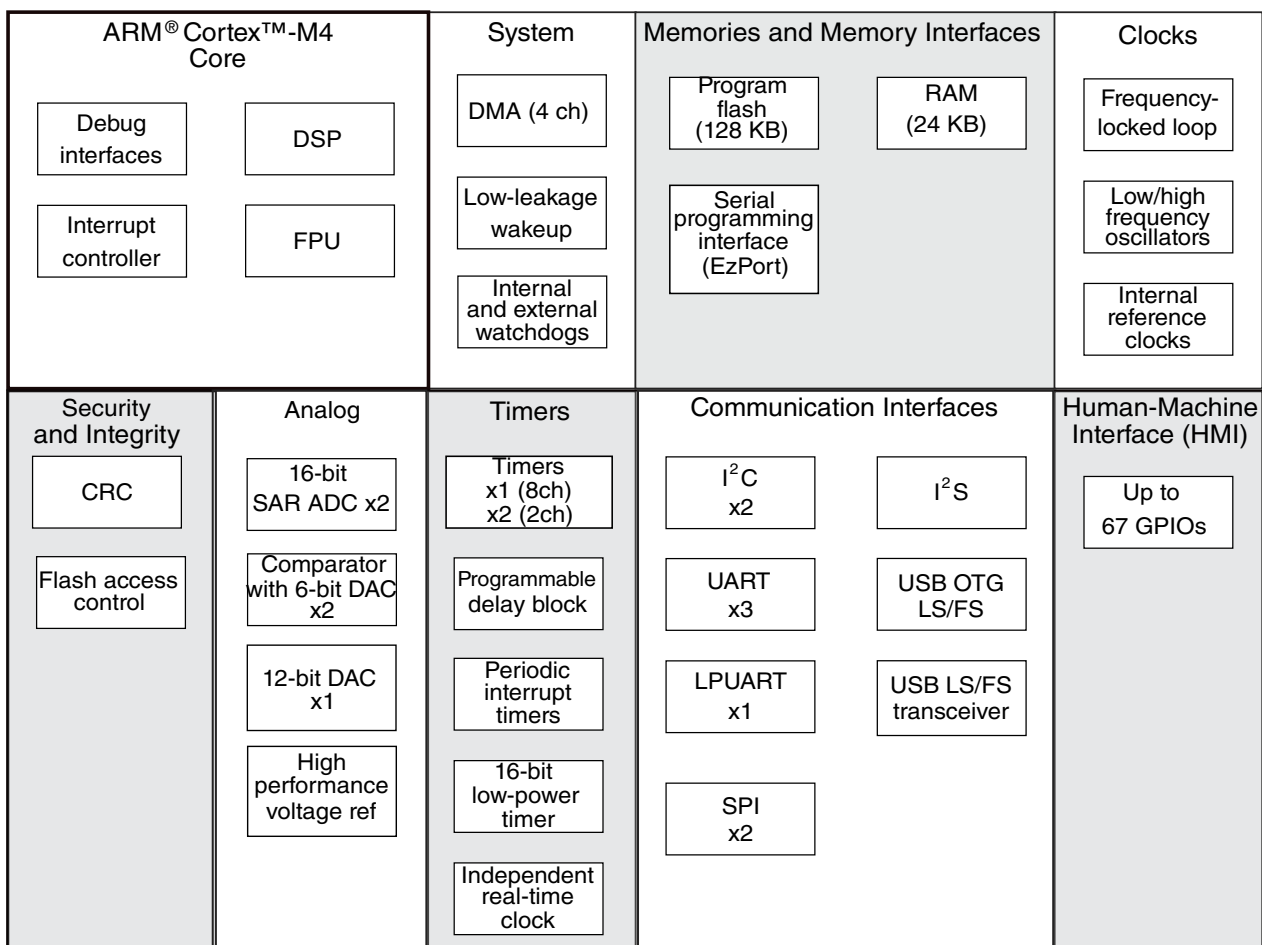 ARM® Cortex™-M4
Core
Debug
interfaces
DSP
Interrupt
controller
FPU
System
DMA (4 ch)
Low-leakage
wakeup
Internal
and external
watchdogs
Memories and Memory Interfaces
Program
flash
(128 KB)
RAM
(24 KB)
Serial
programming
interface
(EzPort)
Clocks
Frequency-
locked loop
Low/high
frequency
oscillators
Internal
reference
clocks
Security
and Integrity
CRC
Flash access
control
Analog
16-bit
SAR ADC x2
Comparator
with 6-bit DAC
x2
12-bit DAC
x1
High
performance
voltage ref
Timers
Timers
x1 (8ch)
x2 (2ch)
Programmable
delay block
Periodic
interrupt
timers
16-bit
low-power
timer
Independent
real-time
clock
Communication Interfaces
I²C
x2
I²S
UART
x3
USB OTG
LS/FS
LPUART
x1
USB LS/FS
transceiver
SPI
x2
Human-Machine
Interface (HMI)
Up to
67 GPIOs